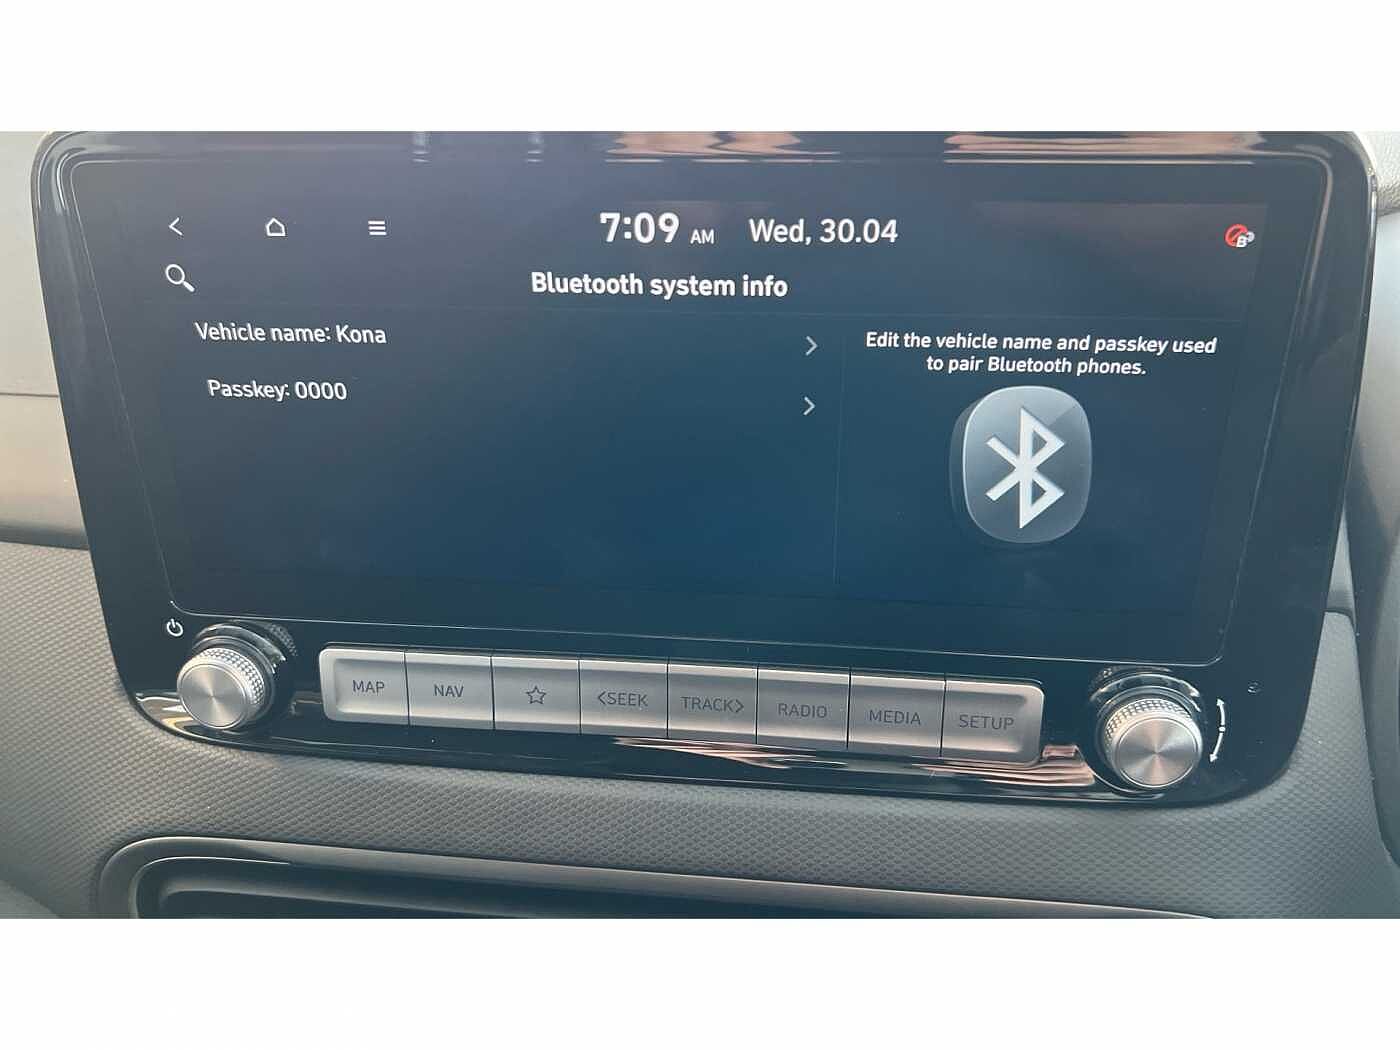 7:09 AM Wed, 30.04
Bluetooth system info
Vehicle name: Kona
Passkey: 0000
Edit the vehicle name and passkey used
to pair Bluetooth phones.
MAP NAV <SEEK TRACK> RADIO MEDIA SETUP